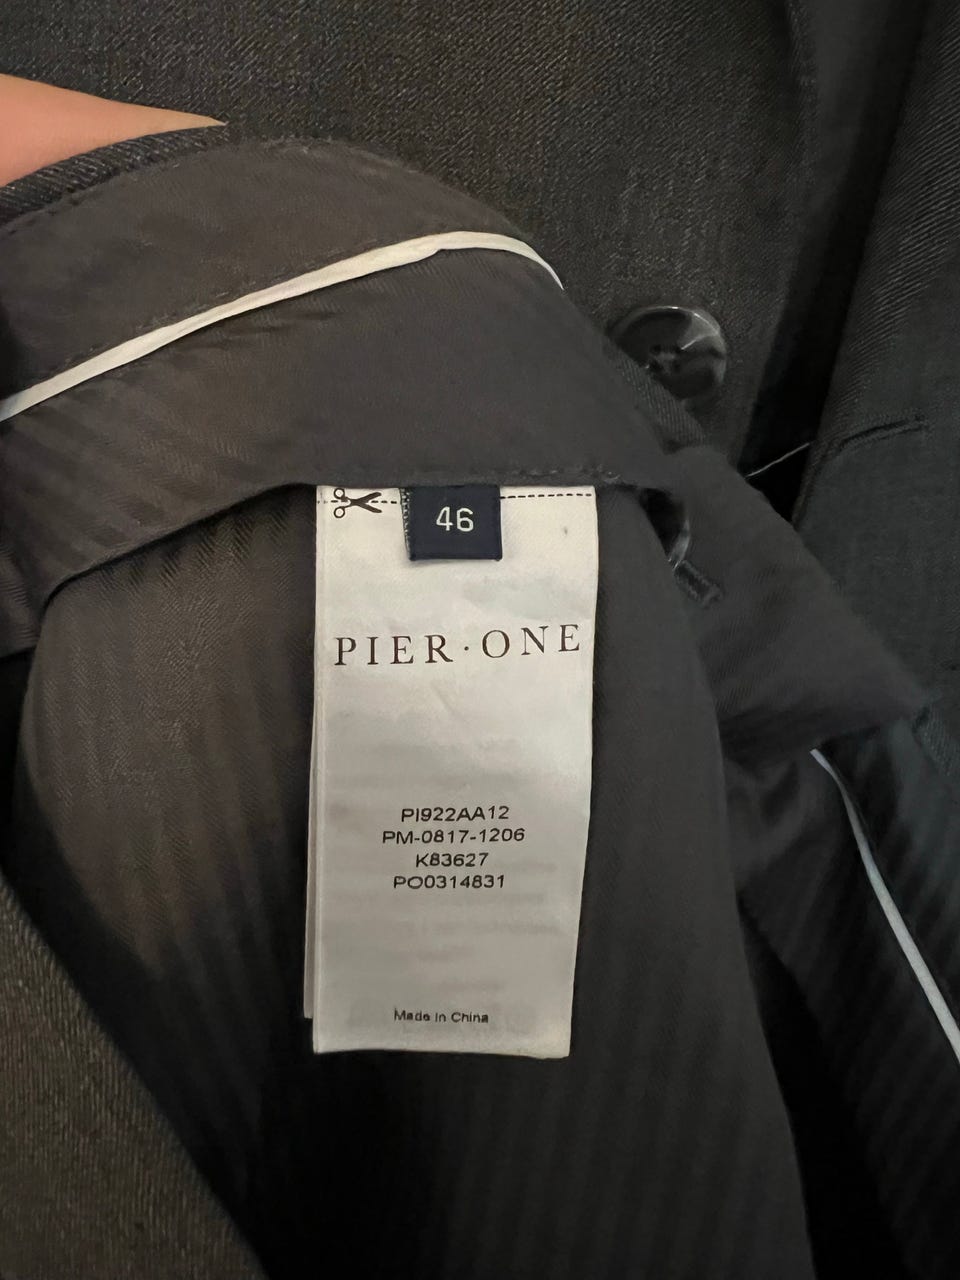 46
PIER·ONE
PI922AA12
PM-0817-1206
K83627
PO0314831
Made in China